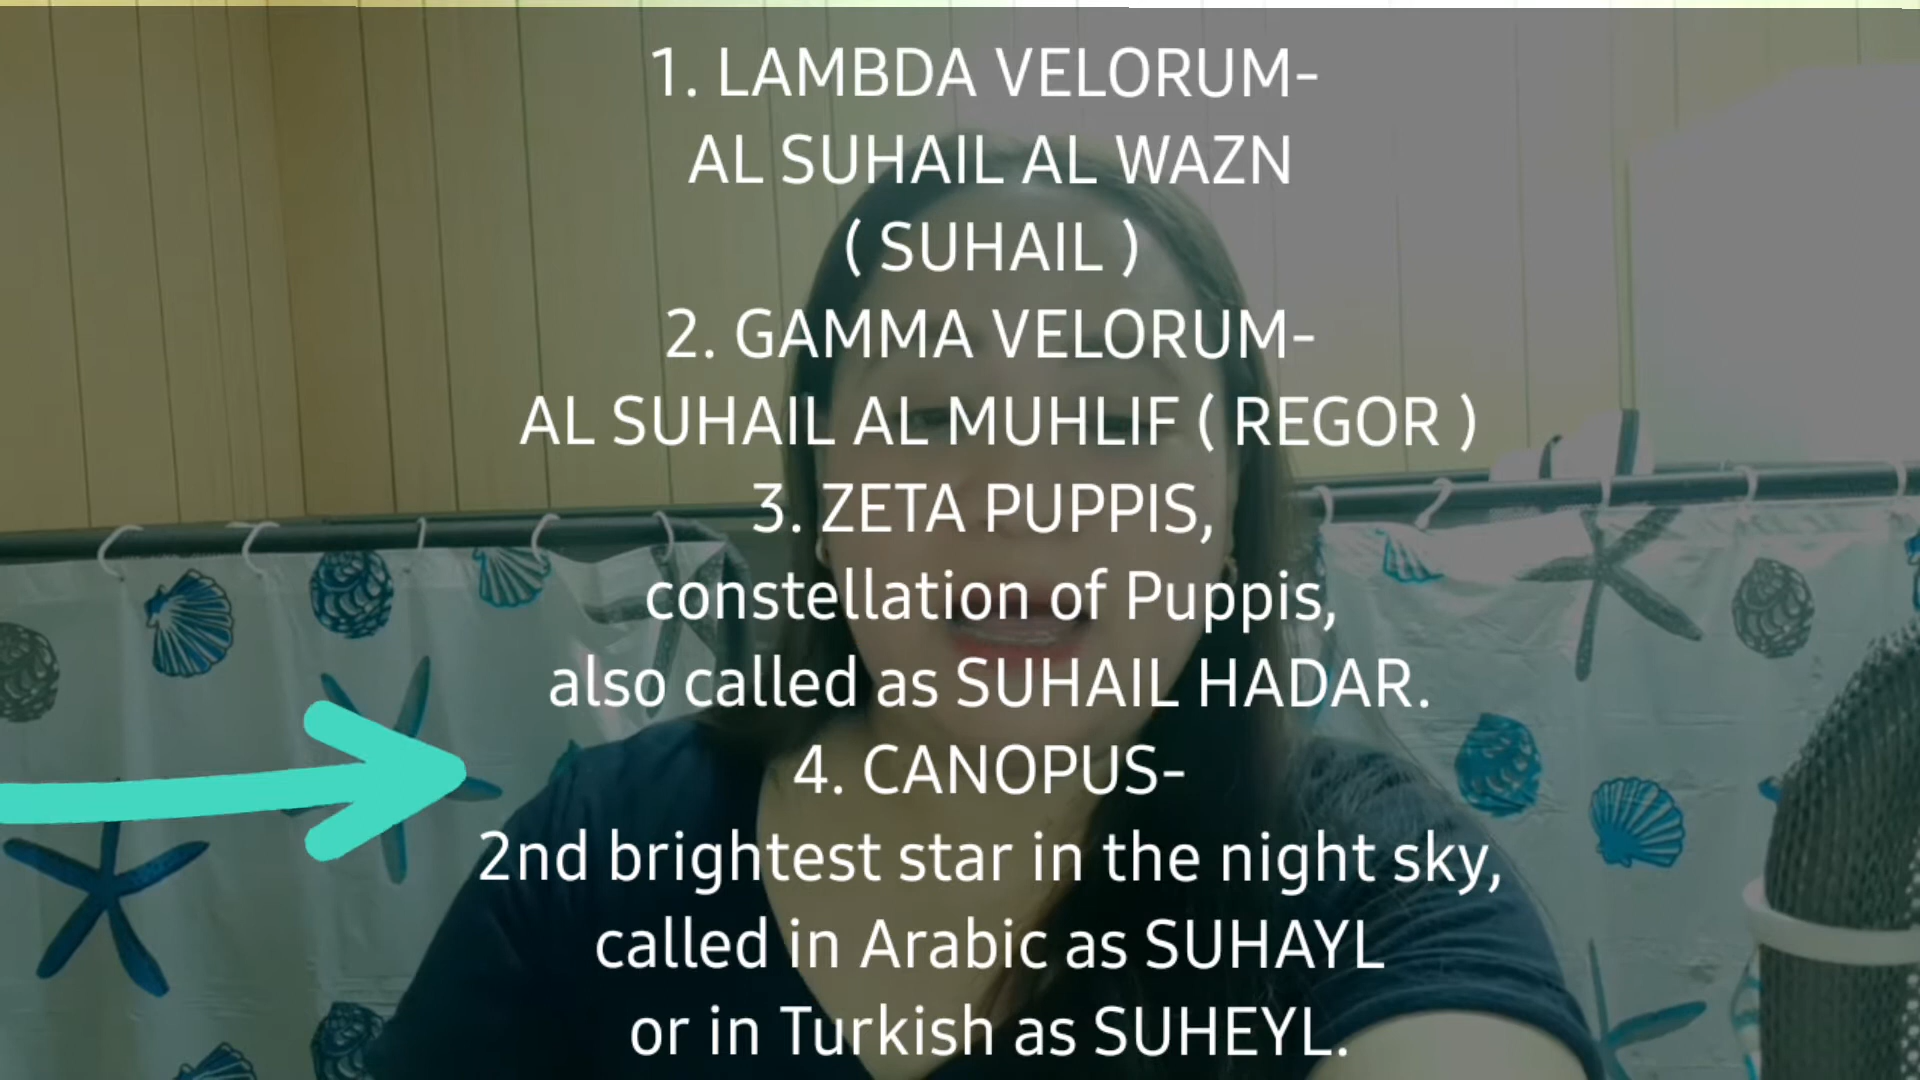 1. LAMBDA VELORUM-
AL SUHAIL AL WAZN
( SUHAIL )
2. GAMMA VELORUM-
AL SUHAIL AL MUHLIF ( REGOR )
3. ZETA PUPPIS,
constellation of Puppis,
also called as SUHAIL HADAR.
4. CANOPUS-
2nd brightest star in the night sky,
called in Arabic as SUHAYL
or in Turkish as SUHEYL.